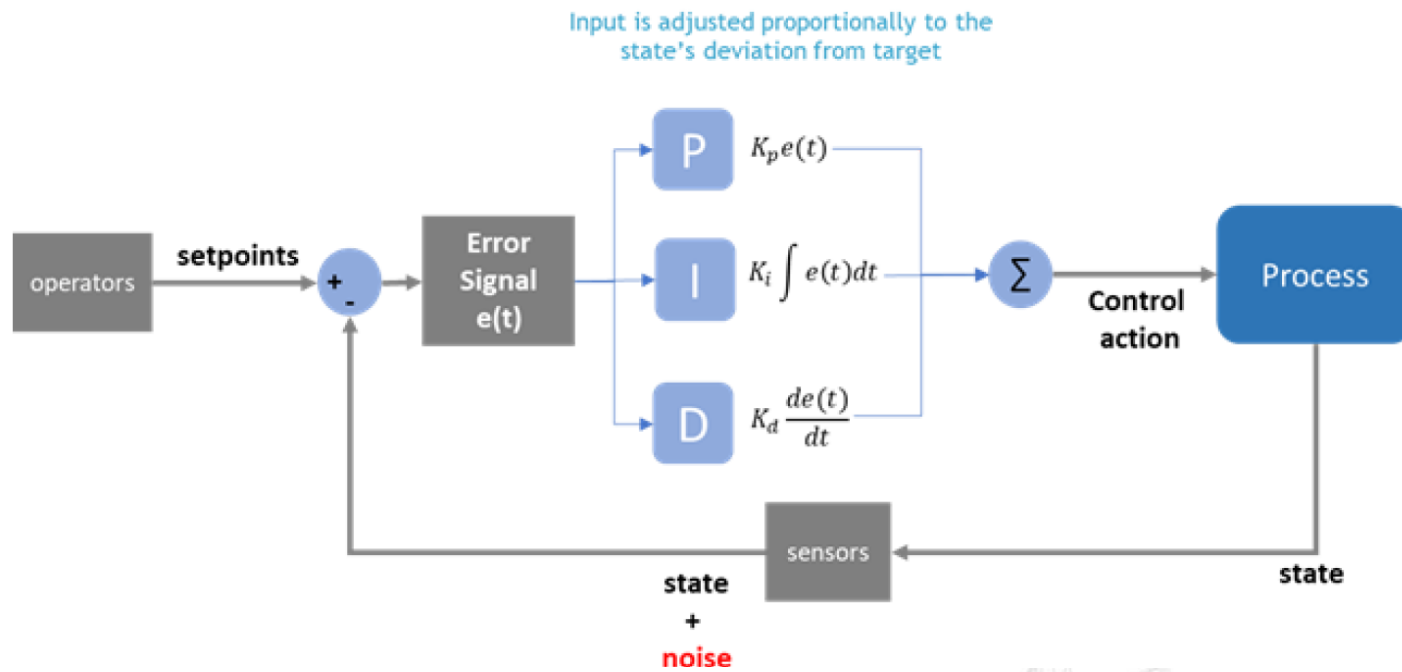 Input is adjusted proportionally to the
state's deviation from target
P
K_p e(t)
operators
setpoints
+
-
Error
Signal
e(t)
I
K_i ∫ e(t)dt
Σ
Control
action
Process
D
K_d de(t)/dt
sensors
state
+
noise
state